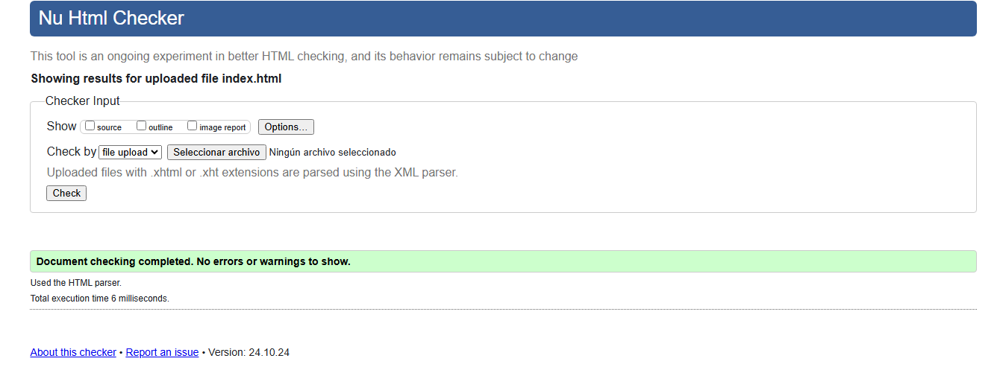 Nu Html Checker
This tool is an ongoing experiment in better HTML checking, and its behavior remains subject to change
Showing results for uploaded file index.html
Checker Input
Show source outline image report Options...
Check by file upload Seleccionar archivo Ningún archivo seleccionado
Uploaded files with .xhtml or .xht extensions are parsed using the XML parser.
Check
Document checking completed. No errors or warnings to show.
Used the HTML parser.
Total execution time 6 milliseconds.
About this checker • Report an issue • Version: 24.10.24